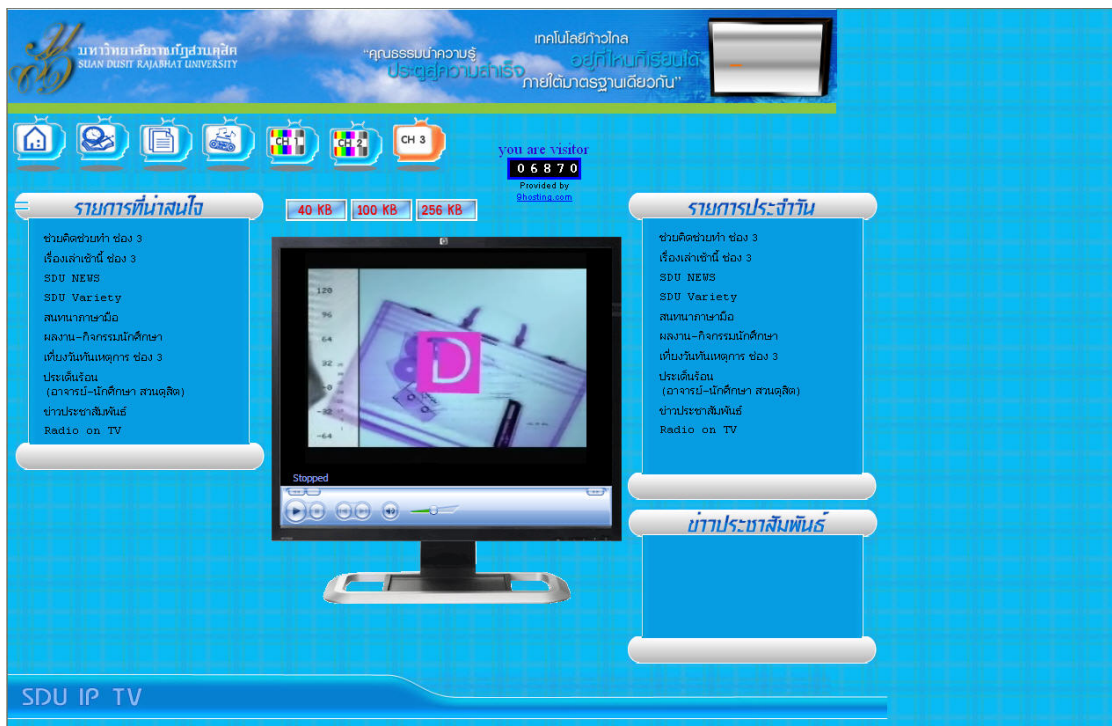 มหาวิทยาลัยราชภัฏสวนดุสิต
SUAN DUSIT RAJABHAT UNIVERSITY
"คุณธรรมนำความรู้
ประตูสู่ความสำเร็จ
เทคโนโลยีก้าวไกล
อยู่ที่ไหนก็เรียนได้
ภายใต้มาตรฐานเดียวกัน"
CH 1
CH 2
CH 3
you are visitor
06870
Provided by
9hosting.com
รายการที่น่าสนใจ
ช่วยคิดช่วยทำ ช่อง 3
เรื่องเล่าเช้านี้ ช่อง 3
SDU NEWS
SDU Variety
สนทนาภาษามือ
ผลงาน-กิจกรรมนักศึกษา
เที่ยงวันทันเหตุการ ช่อง 3
ประเด็นร้อน
(อาจารย์-นักศึกษา สวนดุสิต)
ข่าวประชาสัมพันธ์
Radio on TV
40 KB
100 KB
256 KB
120
96
64
32
-0
-32
-64
D
Stopped
รายการประจำวัน
ช่วยคิดช่วยทำ ช่อง 3
เรื่องเล่าเช้านี้ ช่อง 3
SDU NEWS
SDU Variety
สนทนาภาษามือ
ผลงาน-กิจกรรมนักศึกษา
เที่ยงวันทันเหตุการ ช่อง 3
ประเด็นร้อน
(อาจารย์-นักศึกษา สวนดุสิต)
ข่าวประชาสัมพันธ์
Radio on TV
ข่าวประชาสัมพันธ์
SDU IP TV